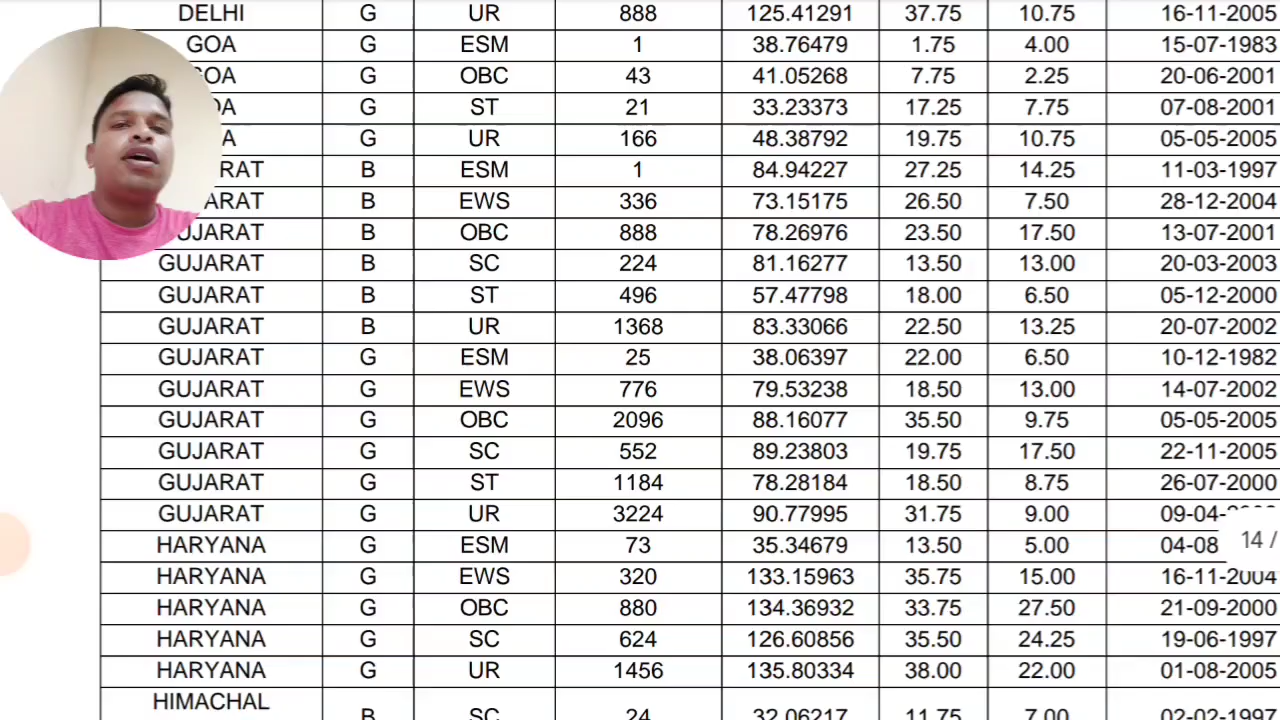 DELHI G UR 888 125.41291 37.75 10.75 16-11-2005
GOA G ESM 1 38.76479 1.75 4.00 15-07-1983
OA G OBC 43 41.05268 7.75 2.25 20-06-2001
OA G ST 21 33.23373 17.25 7.75 07-08-2001
A G UR 166 48.38792 19.75 10.75 05-05-2005
RAT B ESM 1 84.94227 27.25 14.25 11-03-1997
ARAT B EWS 336 73.15175 26.50 7.50 28-12-2004
UJARAT B OBC 888 78.26976 23.50 17.50 13-07-2001
GUJARAT B SC 224 81.16277 13.50 13.00 20-03-2003
GUJARAT B ST 496 57.47798 18.00 6.50 05-12-2000
GUJARAT B UR 1368 83.33066 22.50 13.25 20-07-2002
GUJARAT G ESM 25 38.06397 22.00 6.50 10-12-1982
GUJARAT G EWS 776 79.53238 18.50 13.00 14-07-2002
GUJARAT G OBC 2096 88.16077 35.50 9.75 05-05-2005
GUJARAT G SC 552 89.23803 19.75 17.50 22-11-2005
GUJARAT G ST 1184 78.28184 18.50 8.75 26-07-2000
GUJARAT G UR 3224 90.77995 31.75 9.00 09-04-
HARYANA G ESM 73 35.34679 13.50 5.00 04-08
14 /
HARYANA G EWS 320 133.15963 35.75 15.00 16-11-2004
HARYANA G OBC 880 134.36932 33.75 27.50 21-09-2000
HARYANA G SC 624 126.60856 35.50 24.25 19-06-1997
HARYANA G UR 1456 135.80334 38.00 22.00 01-08-2005
HIMACHAL
B SC 24 32.06217 11.75 7.00 02-02-1997